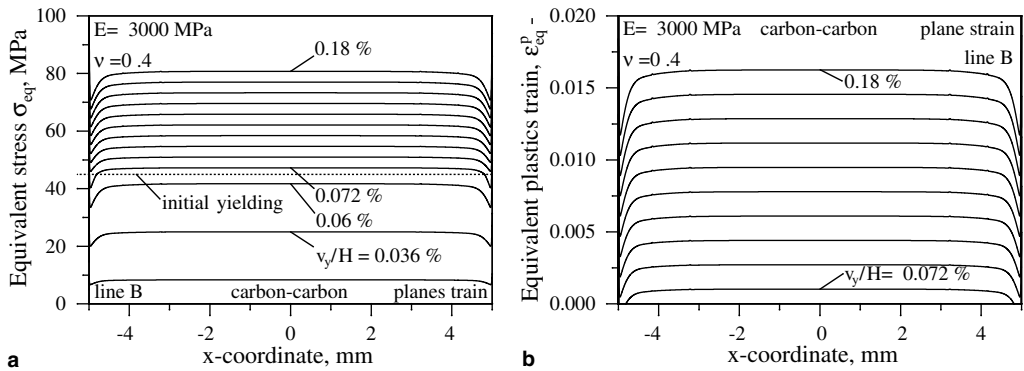 100
80
60
40
20
0
Equivalent stress σeq, MPa
E= 3000 MPa
ν=0 .4
0.18 %
initial yielding
0.072 %
0.06 %
vy/H = 0.036 %
line B carbon-carbon planes train
-4 -2 0 2 4
x-coordinate, mm
a
0.020
0.015
0.010
0.005
0.000
Equivalent plastics train, εᵖeq -
E= 3000 MPa carbon-carbon plane strain
ν=0 .4 line B
0.18 %
vy/H= 0.072 %
-4 -2 0 2 4
x-coordinate, mm
b